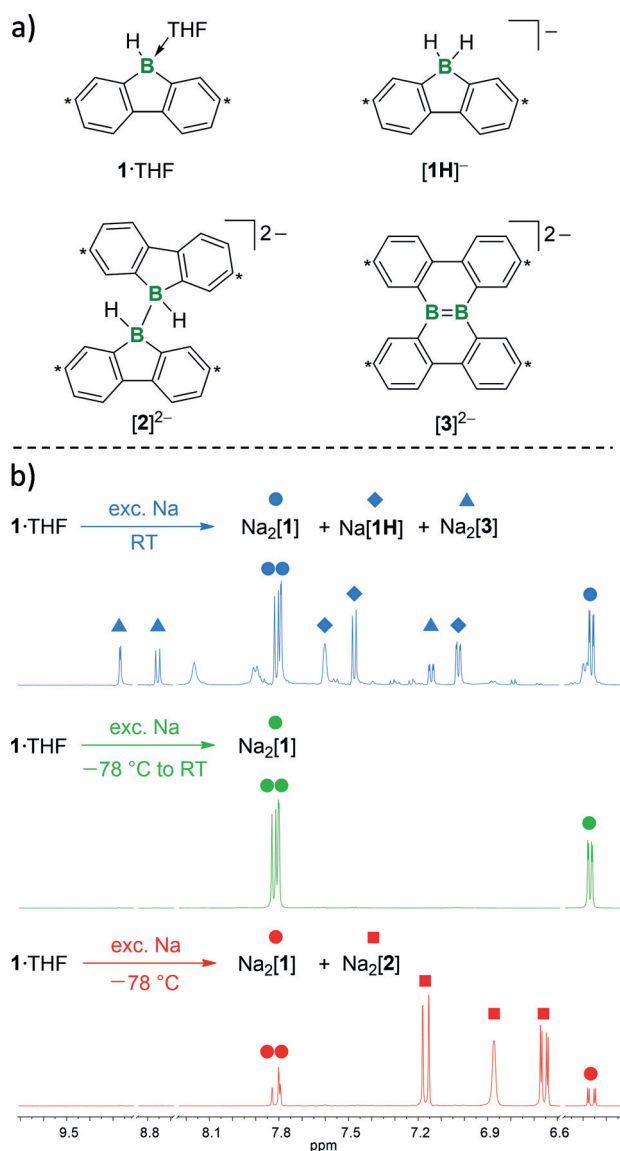 a)
THF
H
B
*
*
1·THF
H H
B
−
*
*
[1H]−
2−
*
*
B
H
H
B
*
*
[2]2−
2−
*
*
B=B
*
*
[3]2−
b)
1·THF exc. Na RT Na2[1] + Na[1H] + Na2[3]
1·THF exc. Na −78 °C to RT Na2[1]
1·THF exc. Na −78 °C Na2[1] + Na2[2]
9.5 8.8 8.1 7.8 7.5 7.2 6.9 6.6
ppm